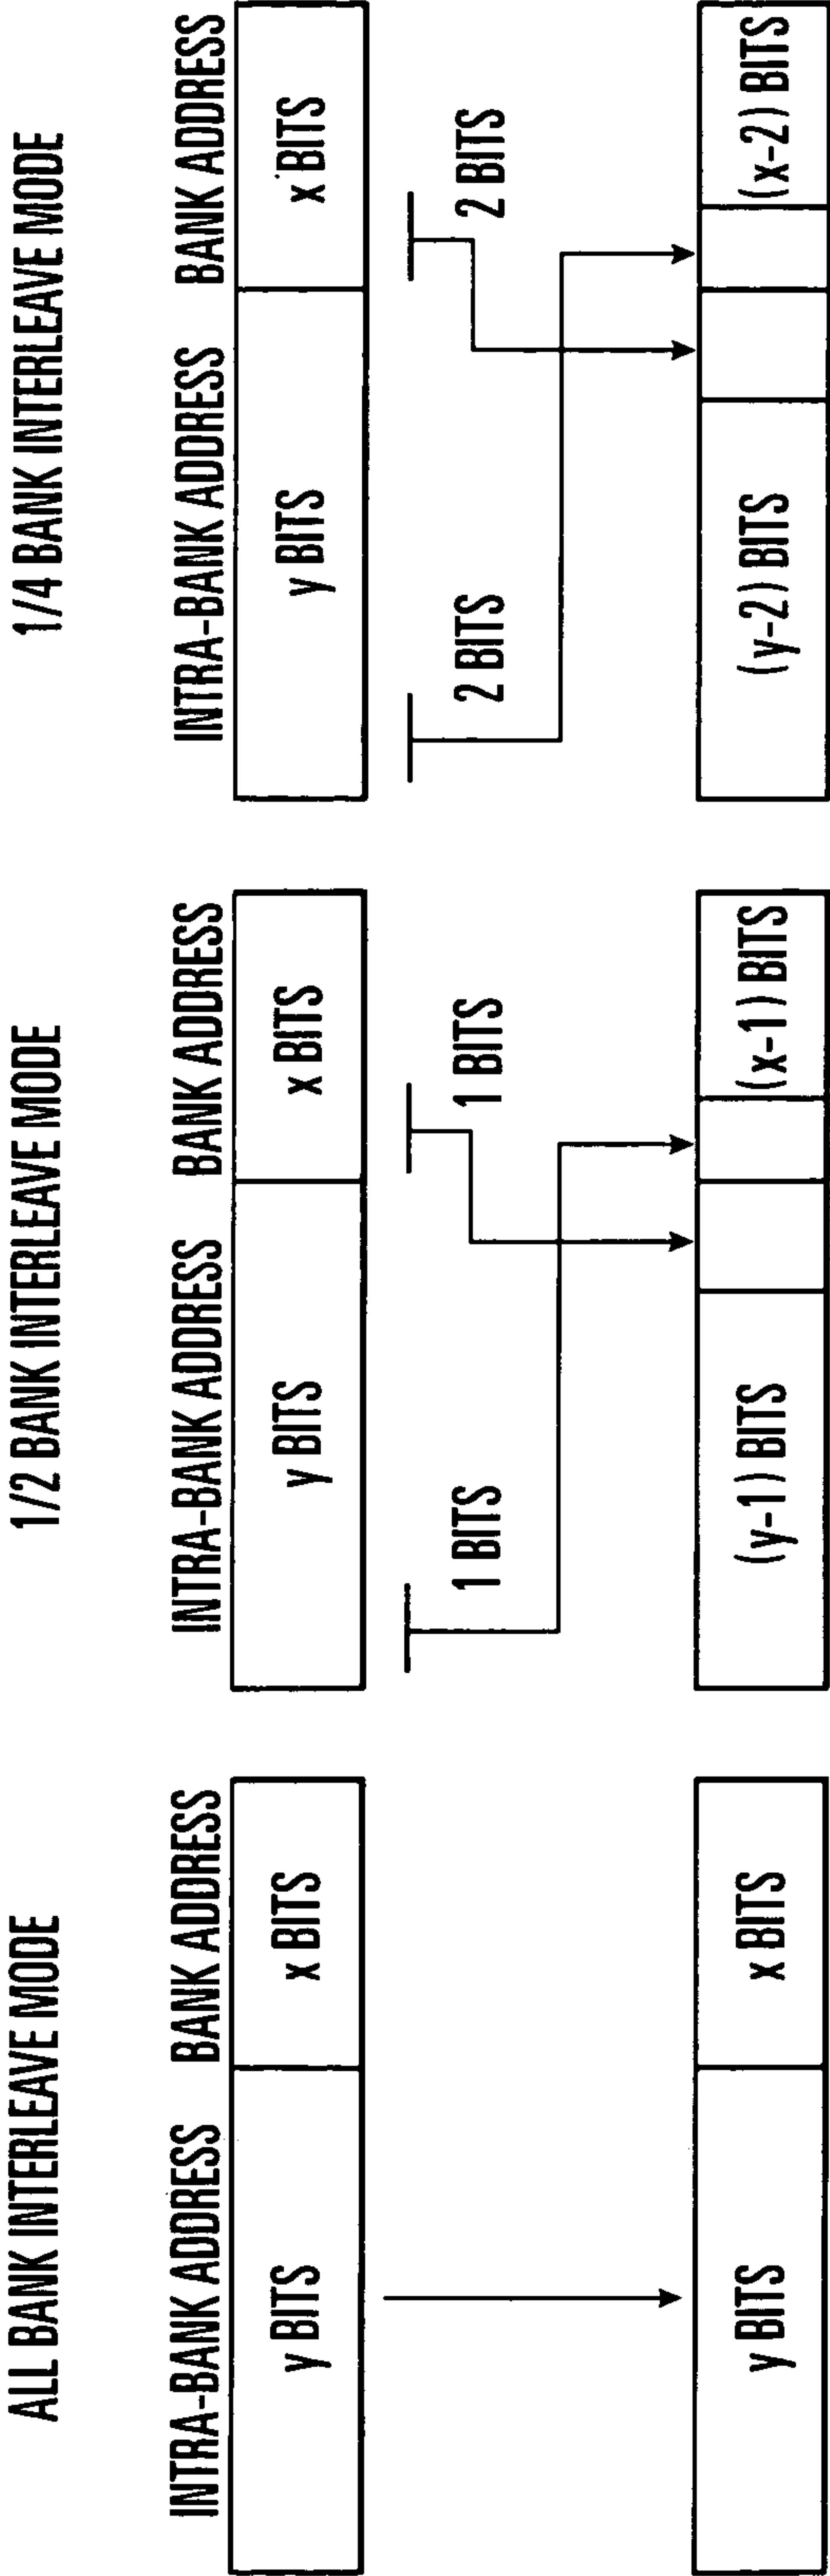 ALL BANK INTERLEAVE MODE
INTRA-BANK ADDRESS BANK ADDRESS
y BITS x BITS
y BITS x BITS
1/2 BANK INTERLEAVE MODE
INTRA-BANK ADDRESS BANK ADDRESS
y BITS x BITS
1 BITS 1 BITS
(y-1) BITS (x-1) BITS
1/4 BANK INTERLEAVE MODE
INTRA-BANK ADDRESS BANK ADDRESS
y BITS x BITS
2 BITS 2 BITS
(y-2) BITS (x-2) BITS